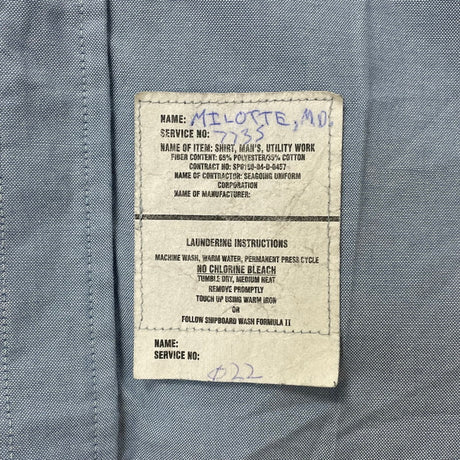 NAME: MILOTTE, M.D.
SERVICE NO: 7735
NAME OF ITEM: SHIRT, MAN'S, UTILITY WORK
FIBER CONTENT: 65% POLYESTER/35% COTTON
CONTRACT NO: SP0100-94-D-0457
NAME OF CONTRACTOR: SEAGOING UNIFORM
CORPORATION
NAME OF MANUFACTURER:
LAUNDERING INSTRUCTIONS
MACHINE WASH, WARM WATER, PERMANENT PRESS CYCLE
NO CHLORINE BLEACH
TUMBLE DRY, MEDIUM HEAT
REMOVE PROMPTLY
TOUCH UP USING WARM IRON
OR
FOLLOW SHIPBOARD WASH FORMULA II
NAME:
SERVICE NO:
022